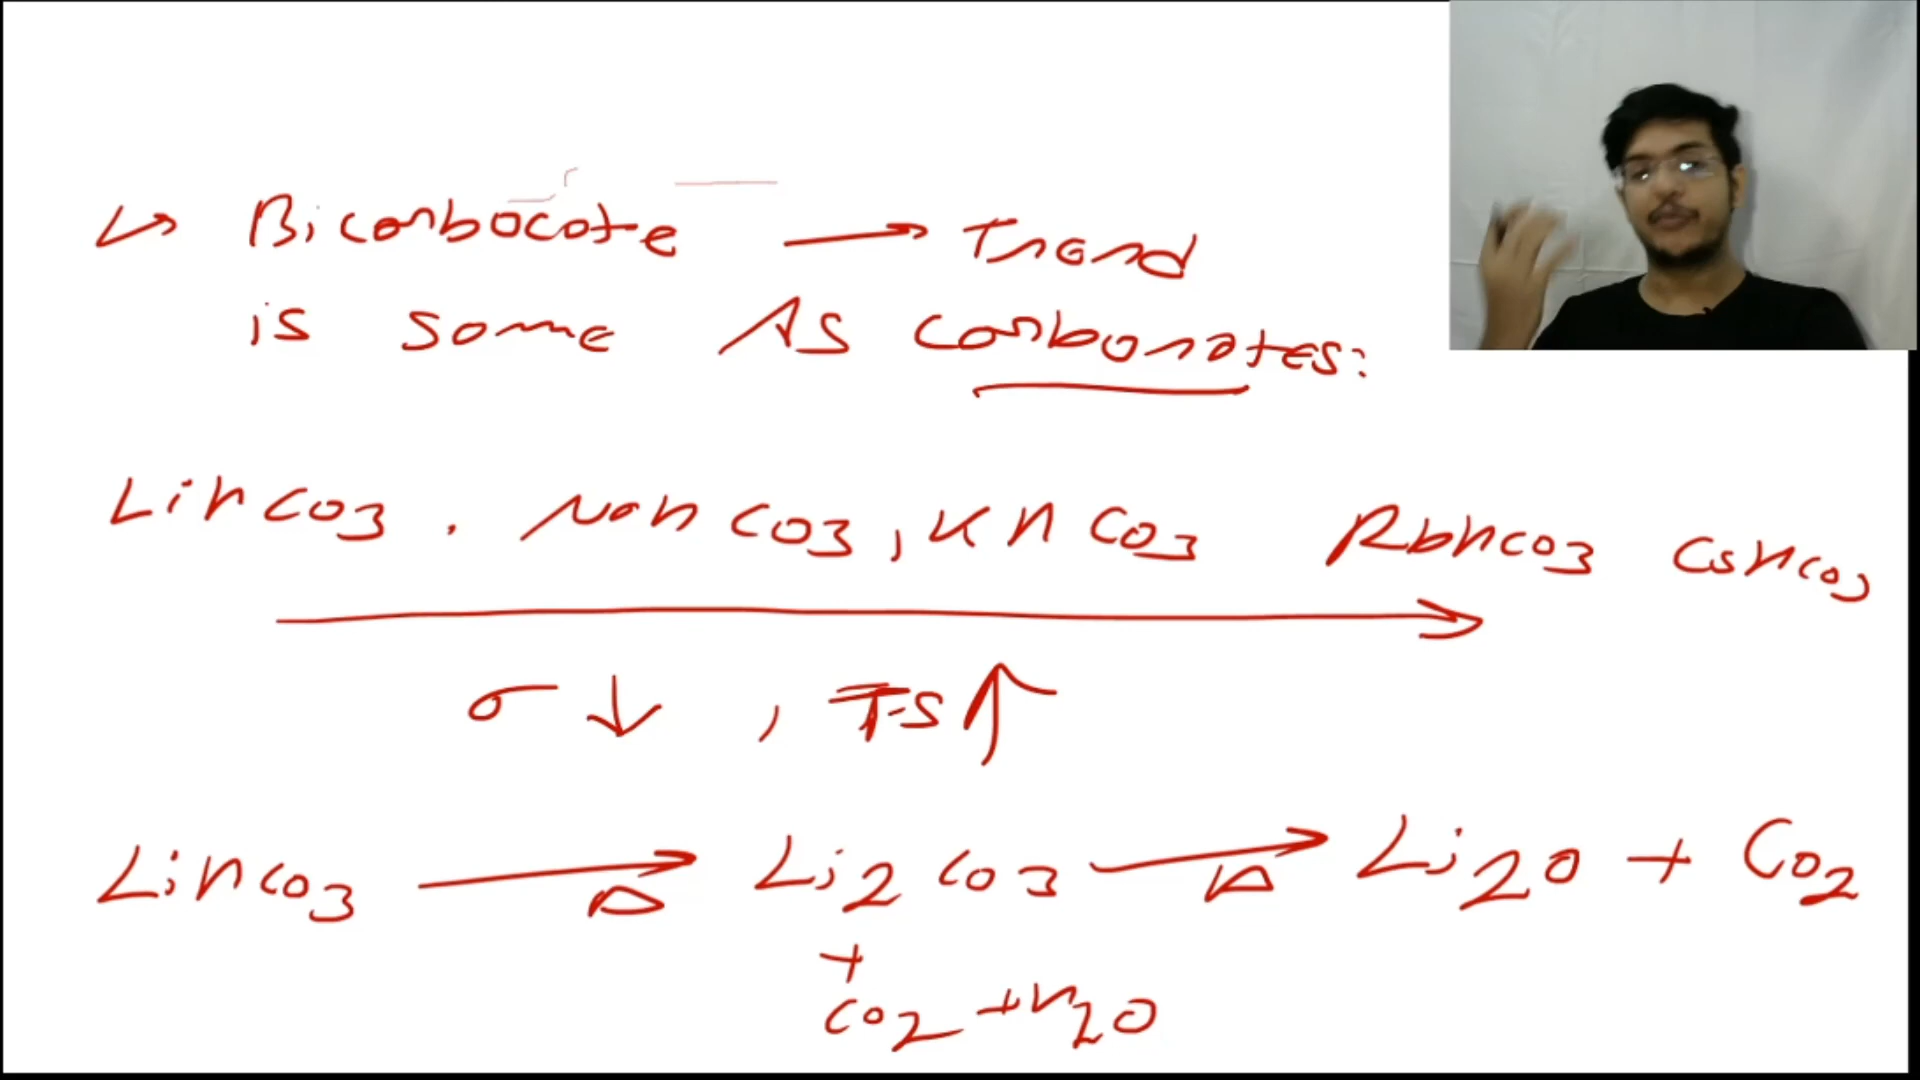 ↳ Bicarbocate → Trend
is same As carbonates:
LiHCO3 . NaHCO3 , KHCO3 RbHCO3 CsHCO3
σ ↓ , TS ↑
LiHCO3 →Δ Li2CO3 →Δ Li2O + CO2
+
CO2 + H2O